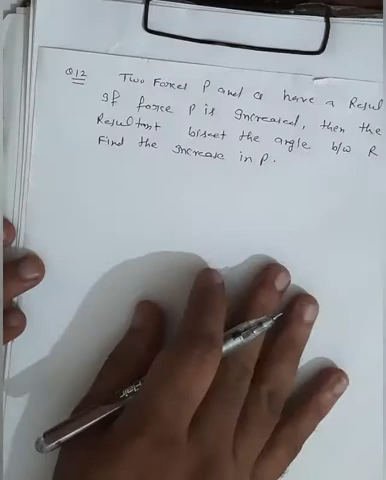 Q12 Two Forces P and Q have a Resul
If force P is Increased, then the
Resultant bisect the angle b/w R
Find the Increase in P.